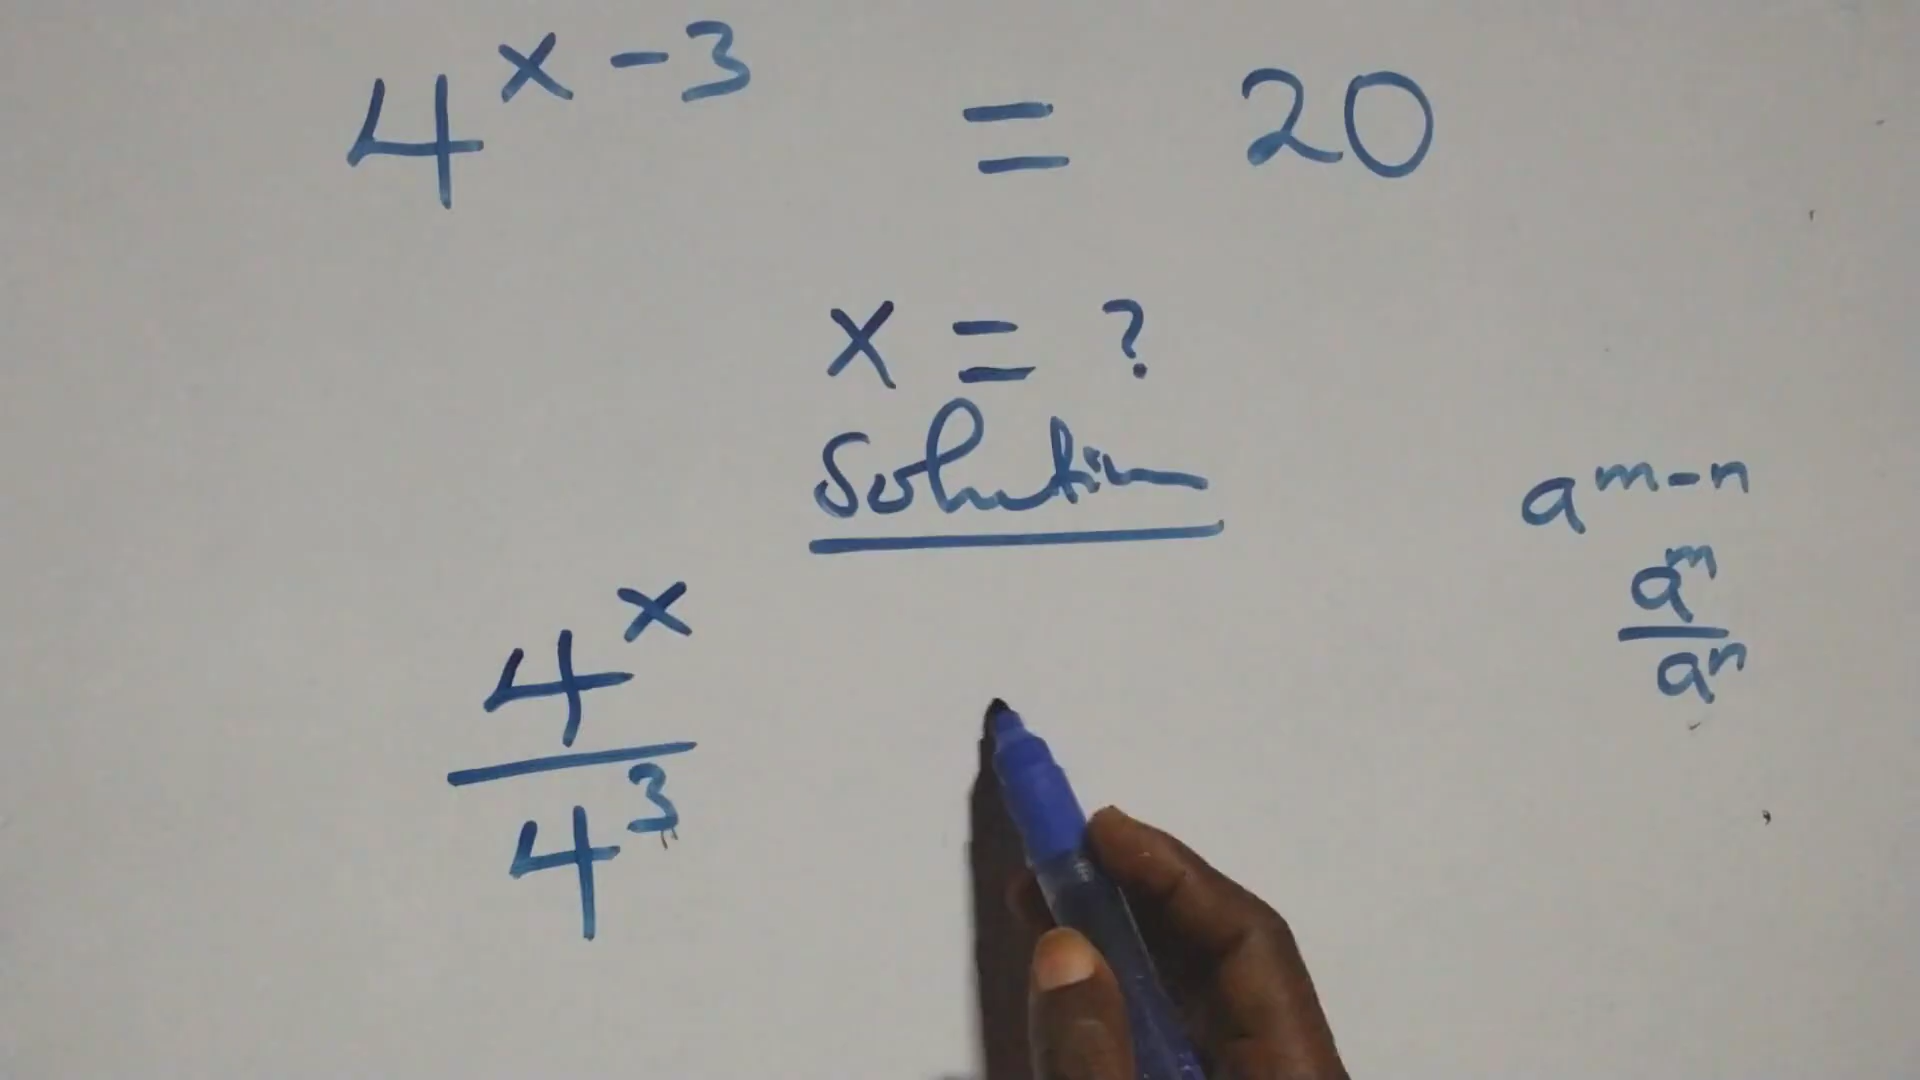 4^{x-3} = 20
x = ?
Solution
a^{m-n}
a^m
a^n
4^x
4^3